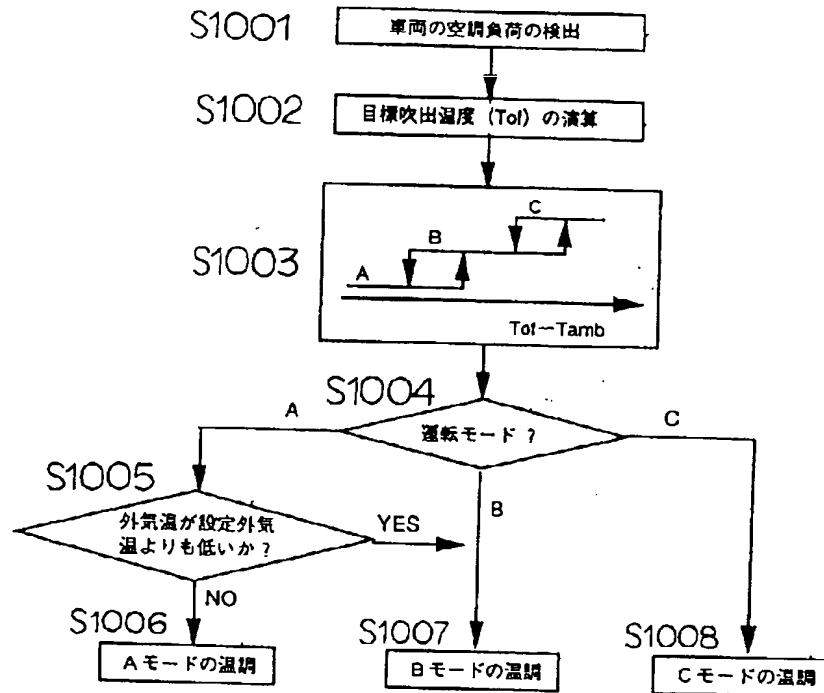 S1001
車両の空調負荷の検出
S1002
目標吹出温度 (Tof) の演算
S1003
A
B
C
Tof−Tamb
S1004
運転モード ?
A
B
C
S1005
外気温が設定外気
温よりも低いか ?
YES
NO
S1006
Aモードの温調
S1007
Bモードの温調
S1008
Cモードの温調